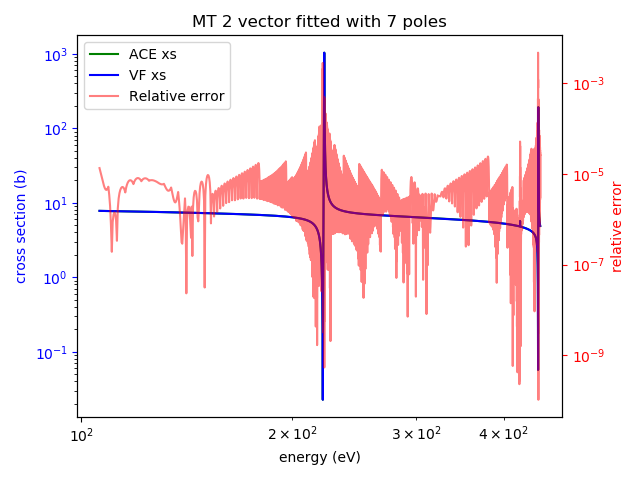 MT 2 vector fitted with 7 poles
ACE xs
VF xs
Relative error
cross section (b)
10³
10²
10¹
10⁰
10⁻¹
10⁻³
10⁻⁵
10⁻⁷
10⁻⁹
relative error
10² 2 × 10² 3 × 10² 4 × 10²
energy (eV)